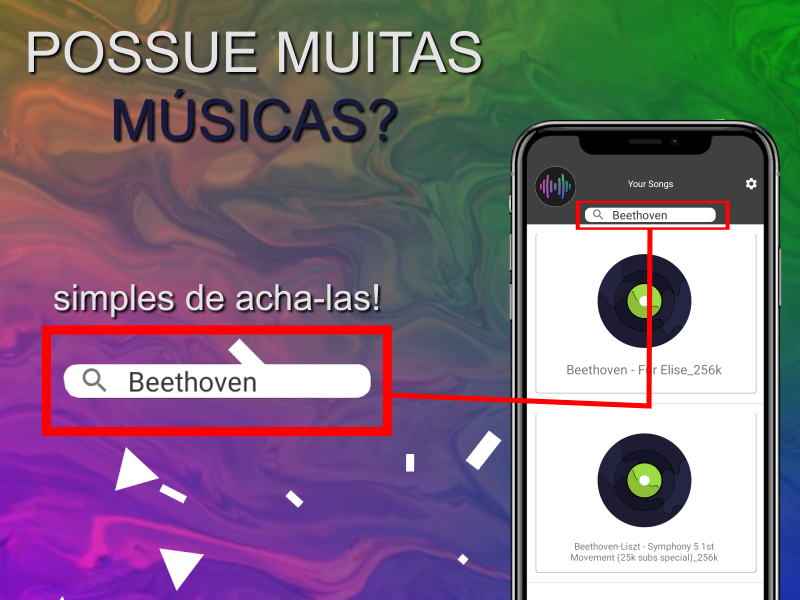 POSSUE MUITAS
MÚSICAS?
simples de acha-las!
Beethoven
Your Songs
Beethoven
Beethoven - Für Elise_256k
Beethoven-Liszt - Symphony 5 1st
Movement (25k subs special)_256k